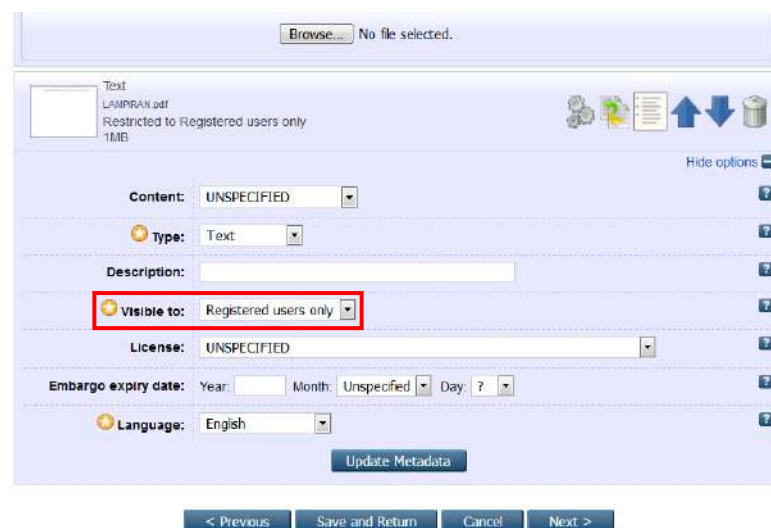 Browse... No file selected.
Text
LAMPIRAN.pdf
Restricted to Registered users only
1MB
Hide options
Content: UNSPECIFIED
Type: Text
Description:
Visible to: Registered users only
License: UNSPECIFIED
Embargo expiry date: Year: Month: Unspecified Day: ?
Language: English
Update Metadata
< Previous Save and Return Cancel Next >